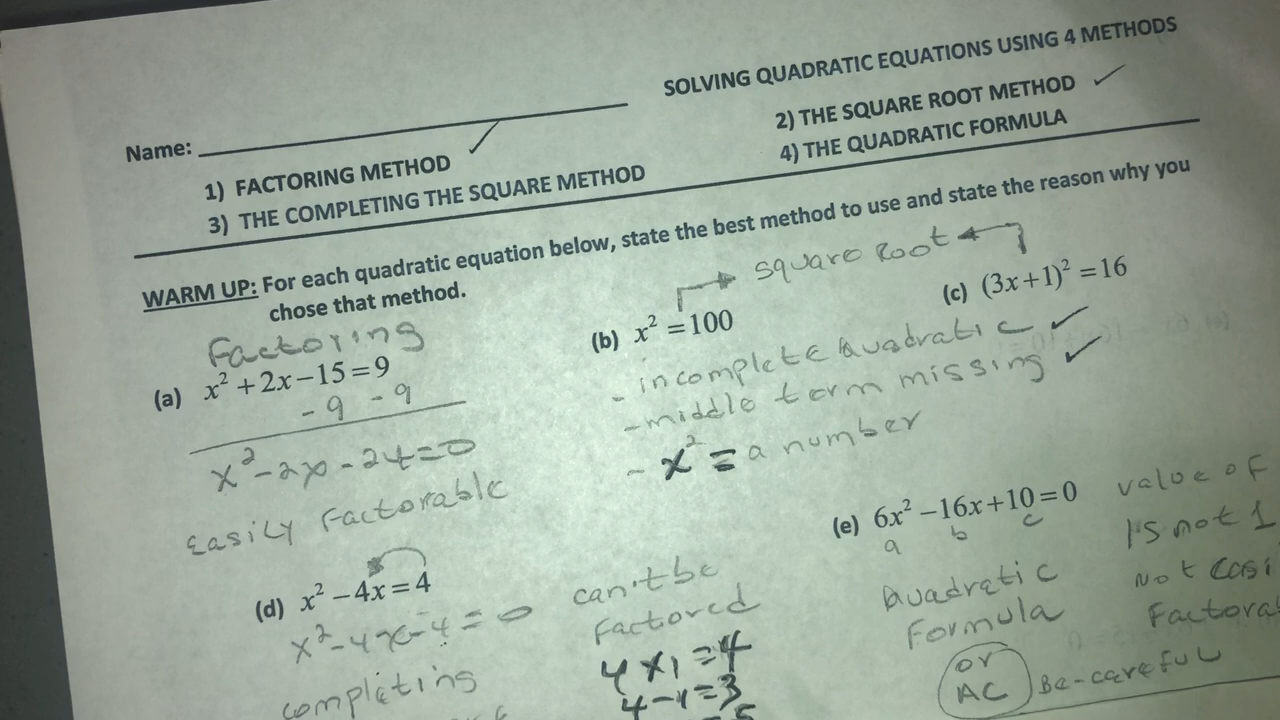 SOLVING QUADRATIC EQUATIONS USING 4 METHODS
Name:
1) FACTORING METHOD ✓
2) THE SQUARE ROOT METHOD ✓
3) THE COMPLETING THE SQUARE METHOD
4) THE QUADRATIC FORMULA
WARM UP: For each quadratic equation below, state the best method to use and state the reason why you
chose that method.
Factoring
(a) x² + 2x − 15 = 9
- 9 - 9
x² - 2x - 24 = 0
Easily Factorable
square Root
(b) x² = 100
(c) (3x + 1)² = 16
- incomplete Quadratic ✓
- middle term missing ✓
- x² = a number
(d) x² − 4x = 4
x² - 4x - 4 = 0
completing
can't be
factored
4 x 1 = 4
4 - 1 = 3
(e) 6x² − 16x + 10 = 0
a b c
Quadratic
Formula
or
AC
Be-careful
value of
is not 1
Not